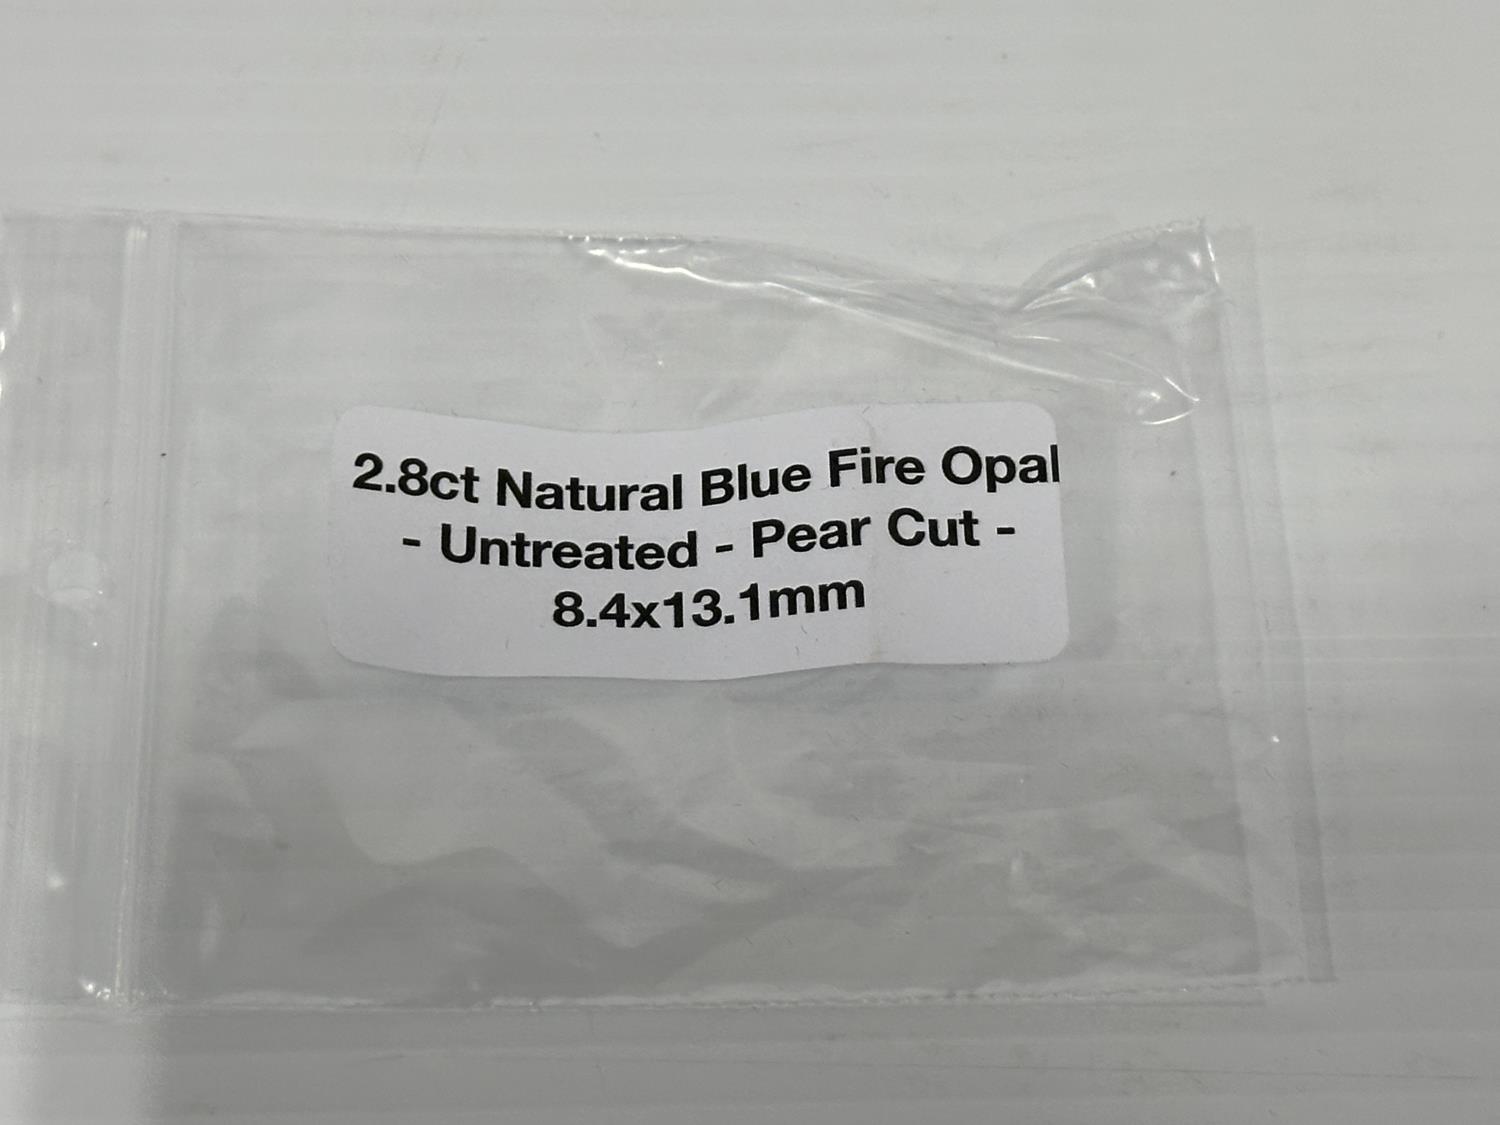 2.8ct Natural Blue Fire Opal
- Untreated - Pear Cut -
8.4x13.1mm